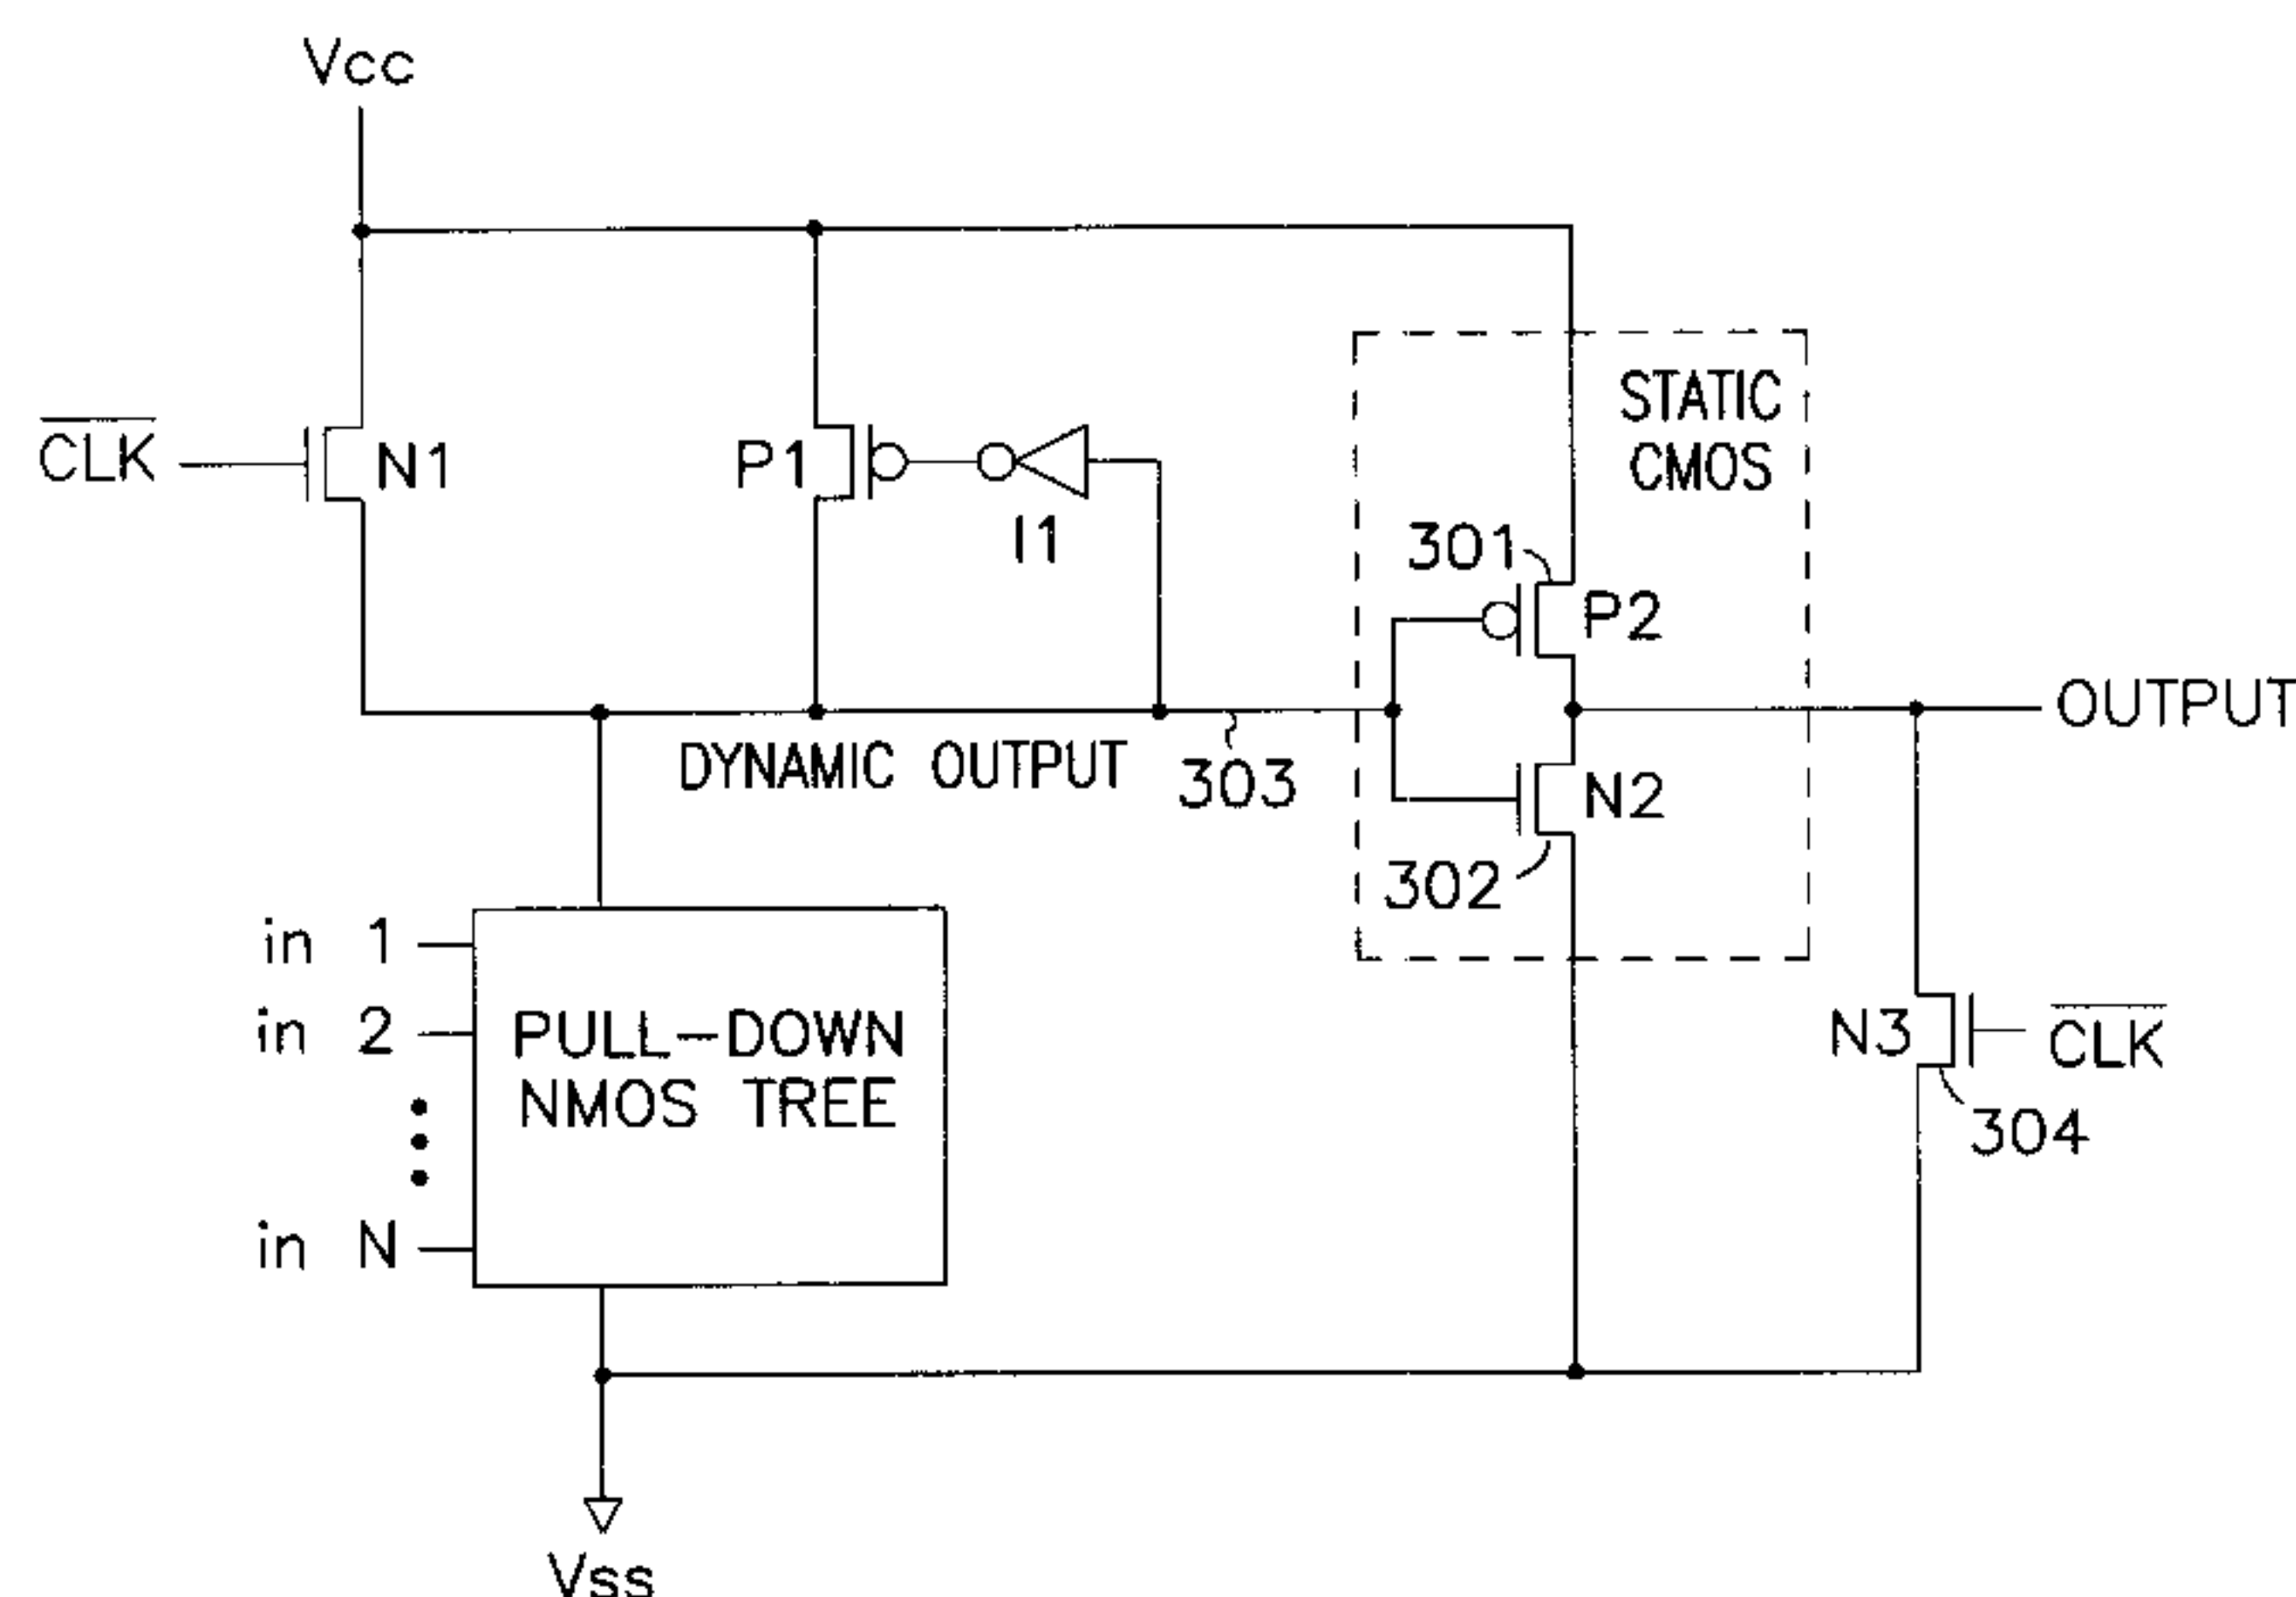 Vcc
STATIC
CMOS
CLK
N1
P1
I1
301
P2
OUTPUT
DYNAMIC OUTPUT
303
N2
302
in 1
in 2
in N
PULL-DOWN
NMOS TREE
N3
CLK
304
Vss